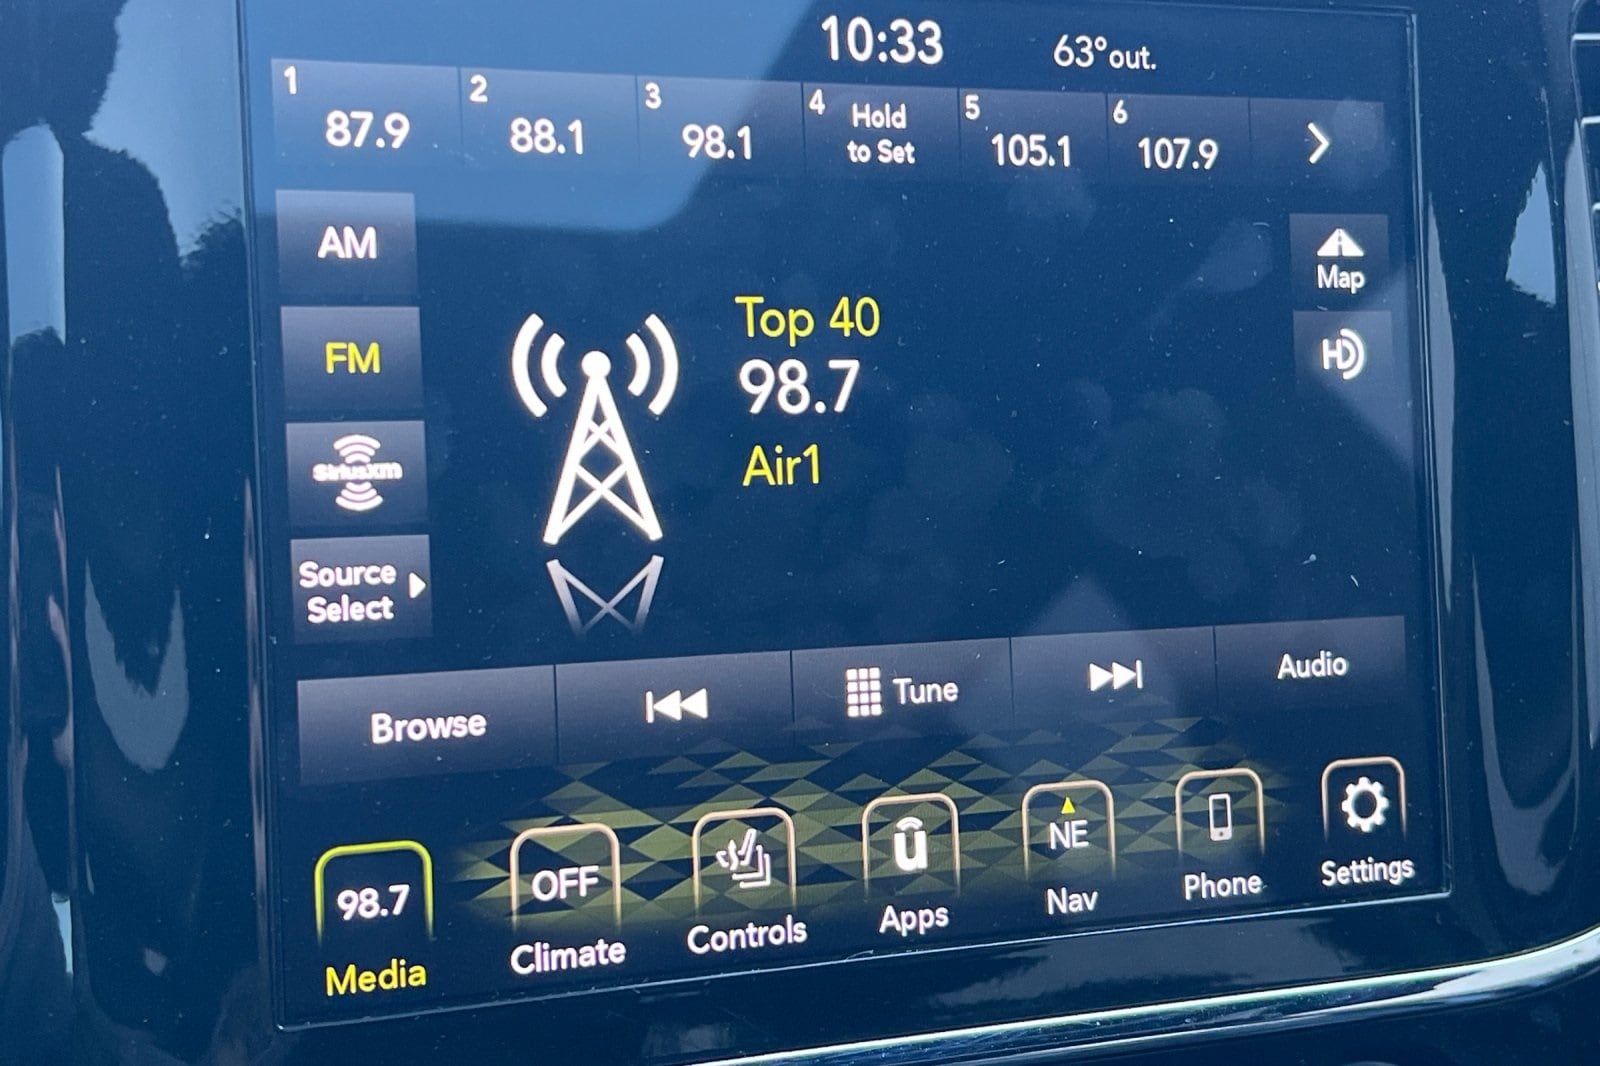 10:33 63°out.
1 87.9 2 88.1 3 98.1 4 Hold to Set 5 105.1 6 107.9
AM
Map
Top 40
FM
98.7
HD
Air1
SiriusXM
Source
Select
Browse Tune Audio
98.7 OFF u NE
Media Climate Controls Apps Nav Phone Settings